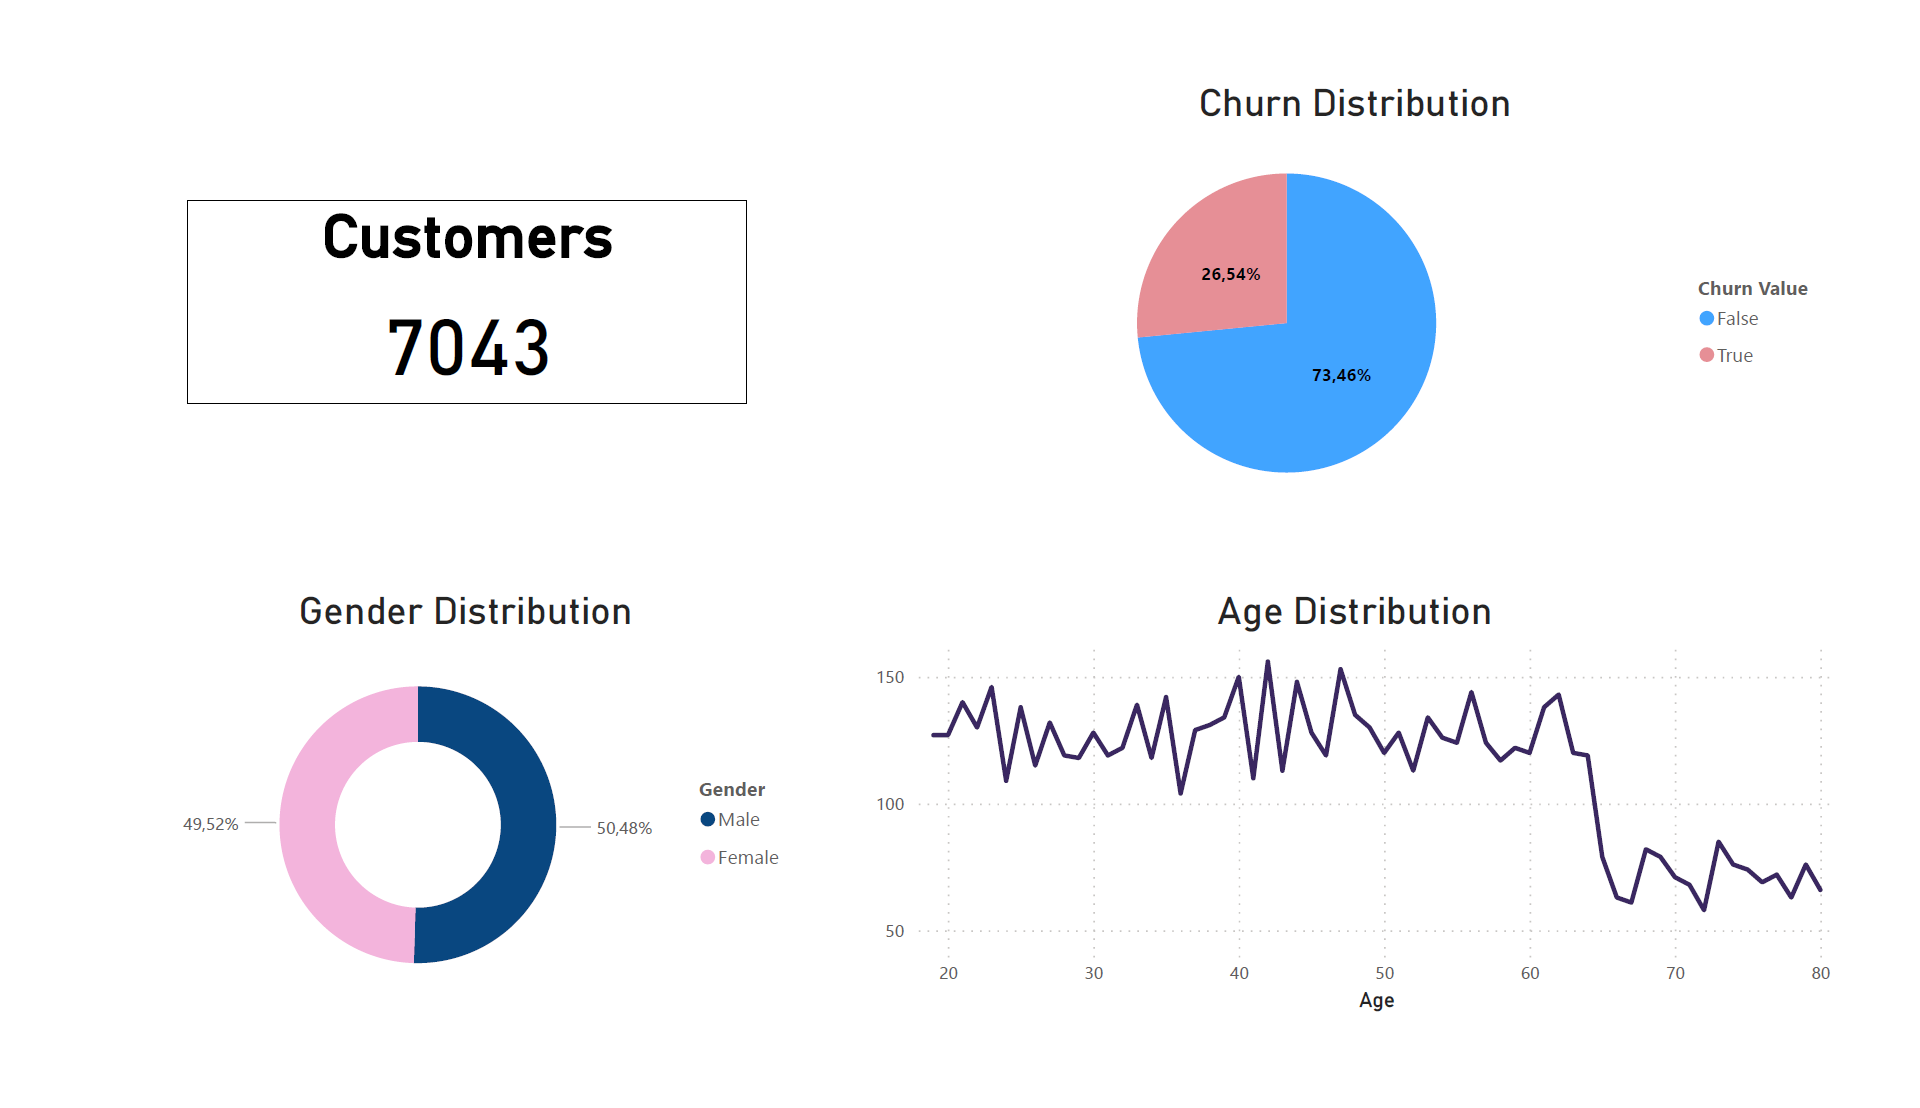 Customers
7043
Churn Distribution
26,54%
73,46%
Churn Value
False
True
Gender Distribution
49,52%
50,48%
Gender
Male
Female
Age Distribution
150
100
50
20 30 40 50 60 70 80
Age